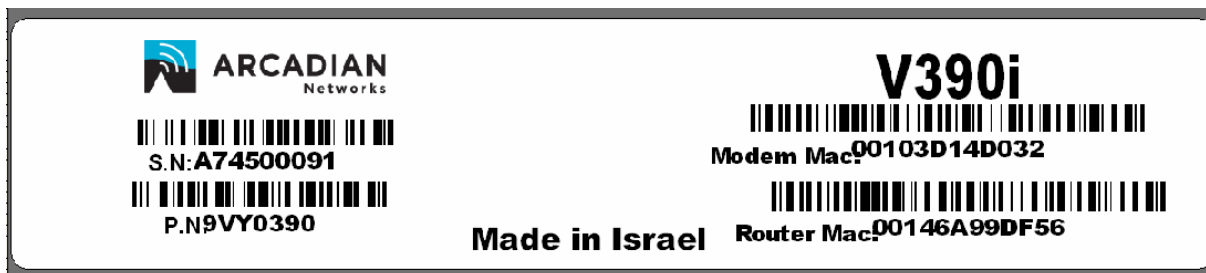 ARCADIAN
Networks
S.N:A74500091
P.N9VY0390
Made in Israel
V390i
Modem Mac:00103D14D032
Router Mac:00146A99DF56